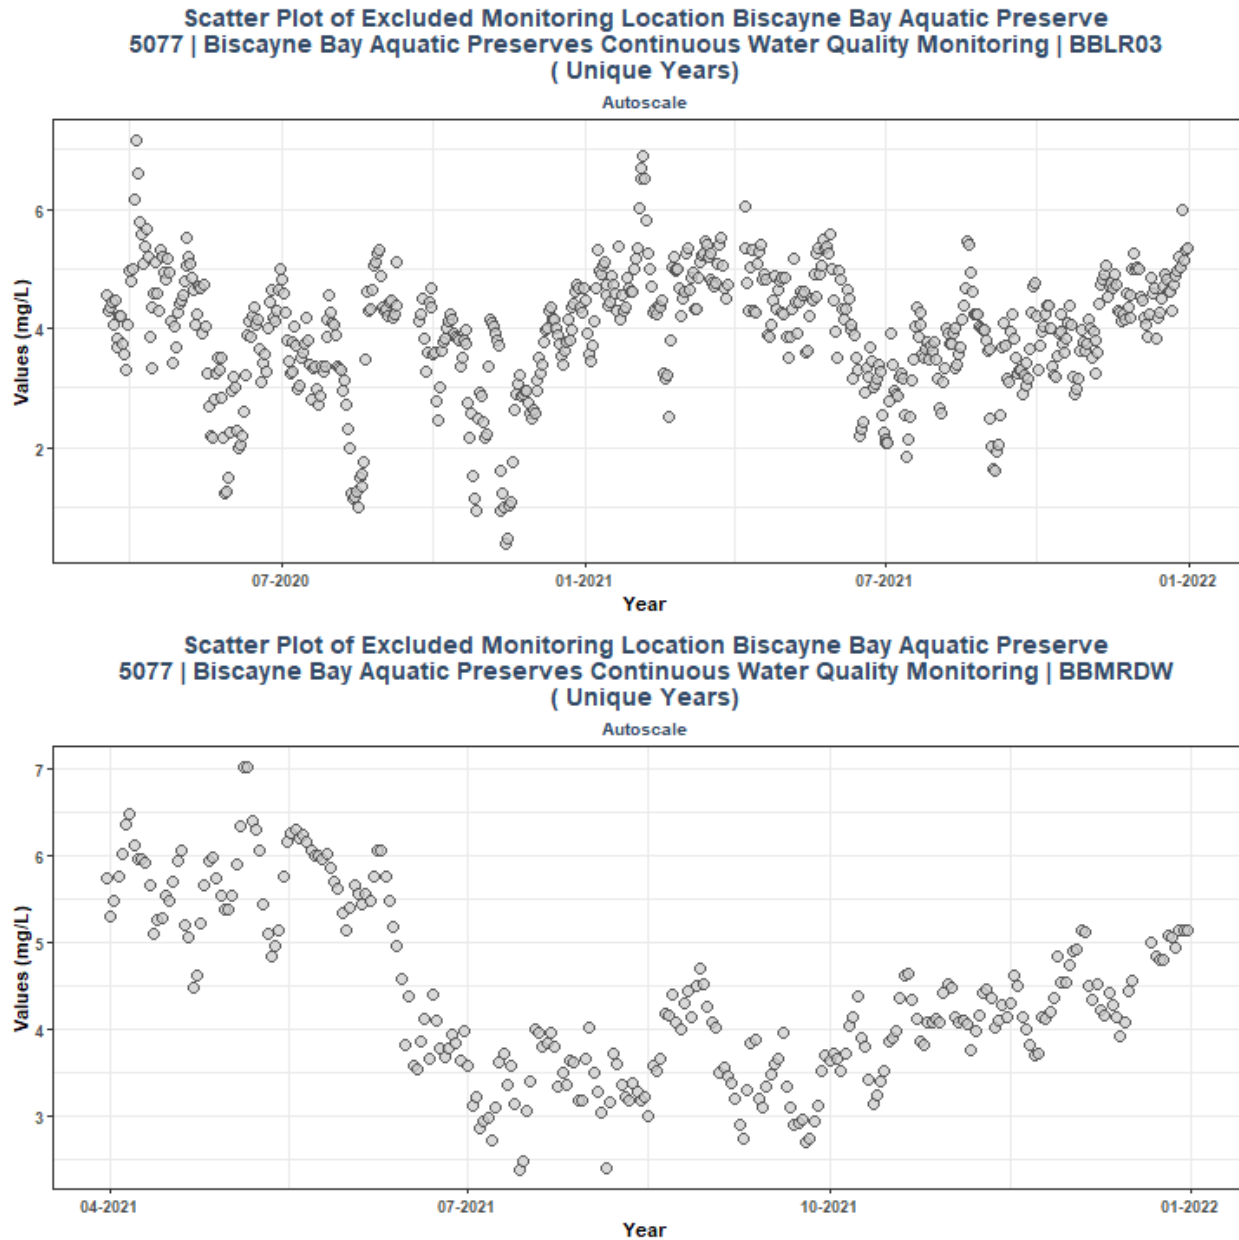 Scatter Plot of Excluded Monitoring Location Biscayne Bay Aquatic Preserve
5077 | Biscayne Bay Aquatic Preserves Continuous Water Quality Monitoring | BBLR03
( Unique Years)
Autoscale
Values (mg/L)
6
4
2
07-2020 01-2021 07-2021 01-2022
Year
Scatter Plot of Excluded Monitoring Location Biscayne Bay Aquatic Preserve
5077 | Biscayne Bay Aquatic Preserves Continuous Water Quality Monitoring | BBMRDW
( Unique Years)
Autoscale
Values (mg/L)
7
6
5
4
3
04-2021 07-2021 10-2021 01-2022
Year